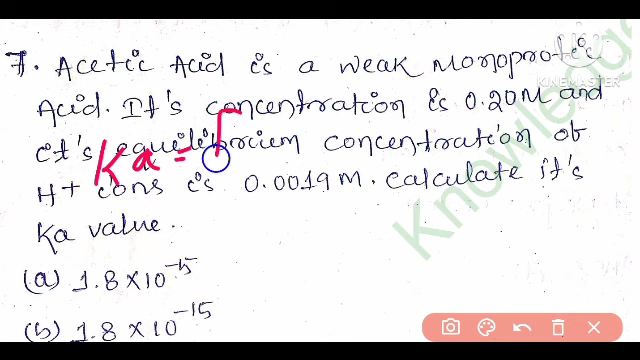 7. Acetic Acid is a weak Monoprotic
Acid. It's concentration is 0.20M and
it's equilibrium concentration of
H+ ions is 0.0019 M. calculate it's
Ka value.
(a) 1.8×10^-5
(b) 1.8×10^-15
Ka = [
KINEMASTER
Knowledge